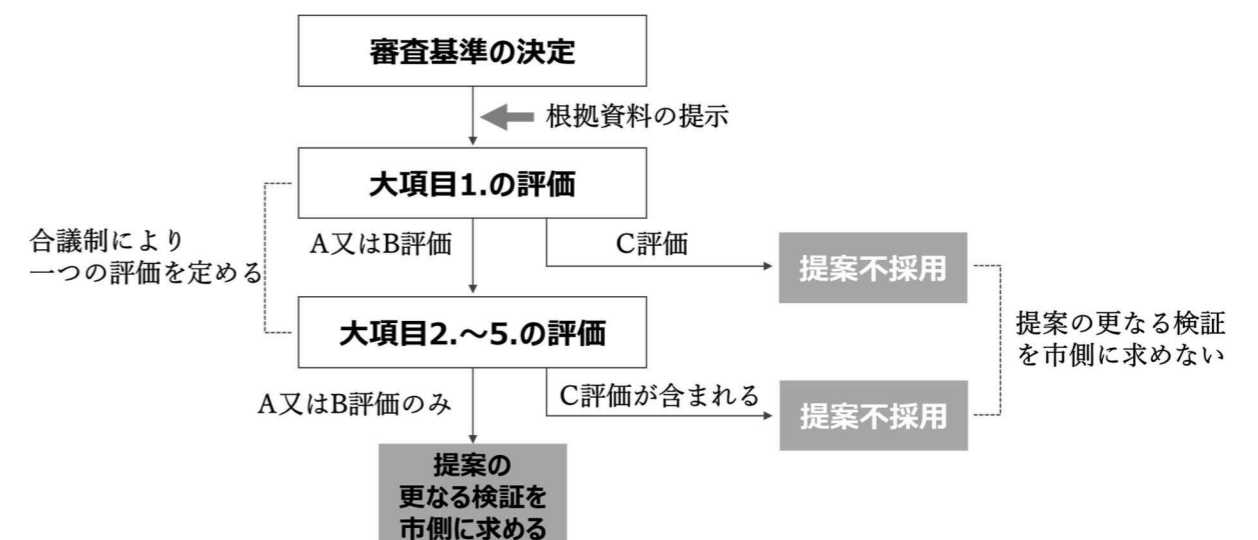 審査基準の決定
根拠資料の提示
大項目1.の評価
合議制により
一つの評価を定める
A又はB評価
C評価
提案不採用
大項目2.~5.の評価
提案の更なる検証
を市側に求めない
A又はB評価のみ
C評価が含まれる
提案不採用
提案の
更なる検証を
市側に求める